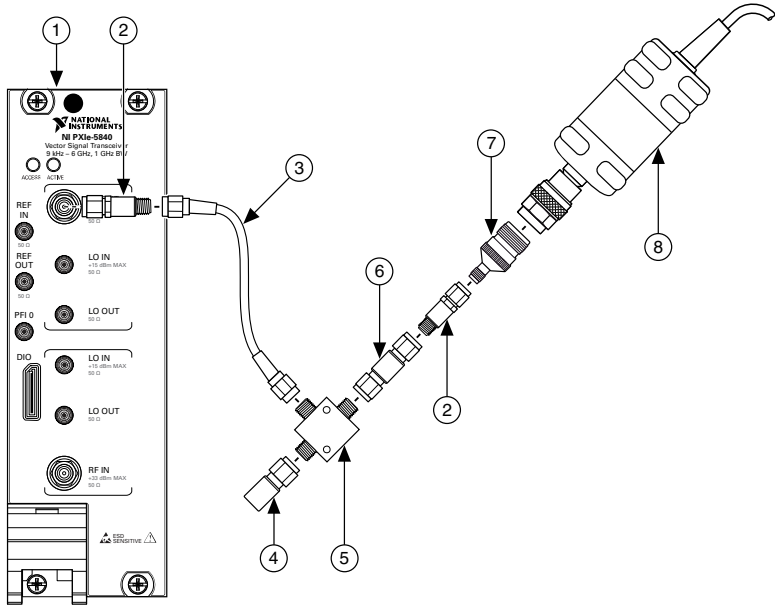 1
2
NATIONAL
INSTRUMENTS
NI PXIe-5840
Vector Signal Transceiver
9 kHz – 6 GHz, 1 GHz BW
ACCESS ACTIVE
3
7
8
50 Ω
REF
IN
50 Ω
LO IN
+15 dBm MAX
50 Ω
REF
OUT
50 Ω
6
LO OUT
50 Ω
PFI 0
DIO
LO IN
+15 dBm MAX
50 Ω
2
LO OUT
50 Ω
RF IN
+33 dBm MAX
50 Ω
4
5
ESD
SENSITIVE